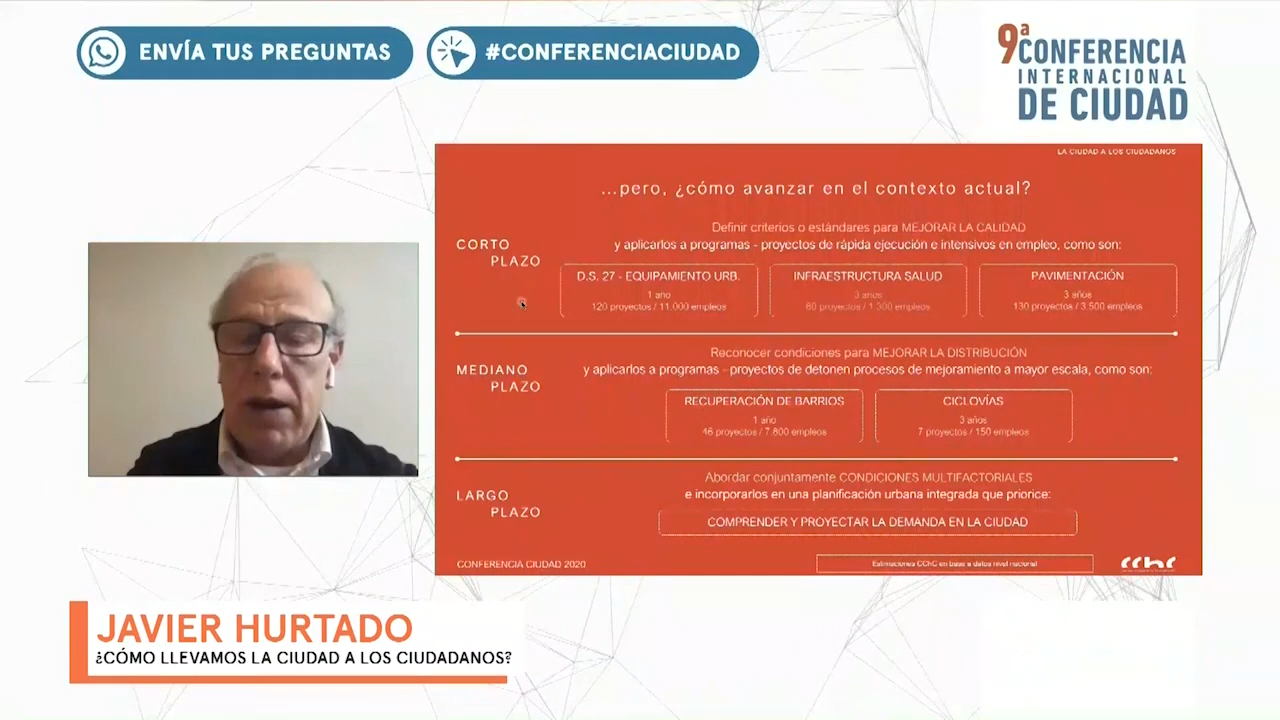 ENVÍA TUS PREGUNTAS
#CONFERENCIACIUDAD
9ª CONFERENCIA
INTERNACIONAL
DE CIUDAD
LA CIUDAD A LOS CIUDADANOS
...pero, ¿cómo avanzar en el contexto actual?
CORTO
PLAZO
Definir criterios o estándares para MEJORAR LA CALIDAD
y aplicarlos a programas - proyectos de rápida ejecución e intensivos en empleo, como son:
D.S. 27 - EQUIPAMIENTO URB.
1 año
120 proyectos / 11.000 empleos
INFRAESTRUCTURA SALUD
3 años
60 proyectos / 1.300 empleos
PAVIMENTACIÓN
3 años
130 proyectos / 3.500 empleos
MEDIANO
PLAZO
Reconocer condiciones para MEJORAR LA DISTRIBUCIÓN
y aplicarlos a programas - proyectos de detonen procesos de mejoramiento a mayor escala, como son:
RECUPERACIÓN DE BARRIOS
1 año
46 proyectos / 7.800 empleos
CICLOVÍAS
3 años
7 proyectos / 150 empleos
LARGO
PLAZO
Abordar conjuntamente CONDICIONES MULTIFACTORIALES
e incorporarlos en una planificación urbana integrada que priorice:
COMPRENDER Y PROYECTAR LA DEMANDA EN LA CIUDAD
CONFERENCIA CIUDAD 2020
Estimaciones CChC en base a datos nivel nacional
cchc
JAVIER HURTADO
¿CÓMO LLEVAMOS LA CIUDAD A LOS CIUDADANOS?